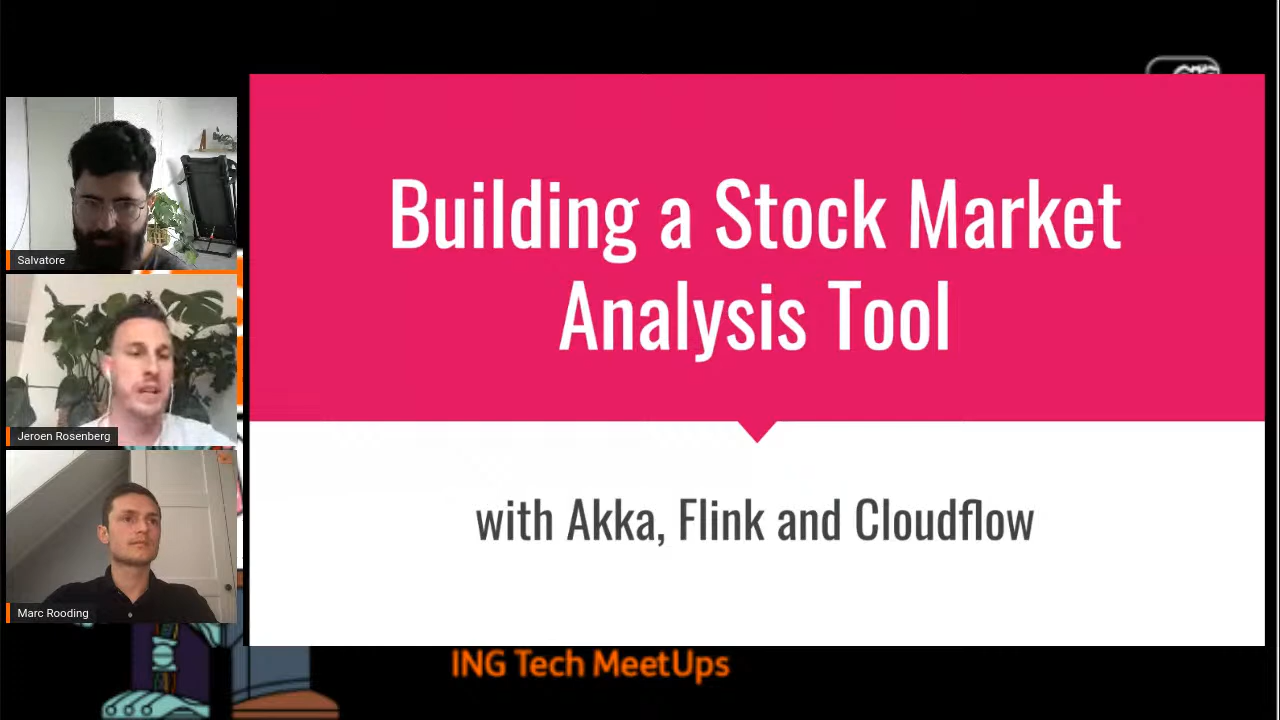 Building a Stock Market
Analysis Tool
with Akka, Flink and Cloudflow
Salvatore
Jeroen Rosenberg
Marc Rooding
ING Tech MeetUps